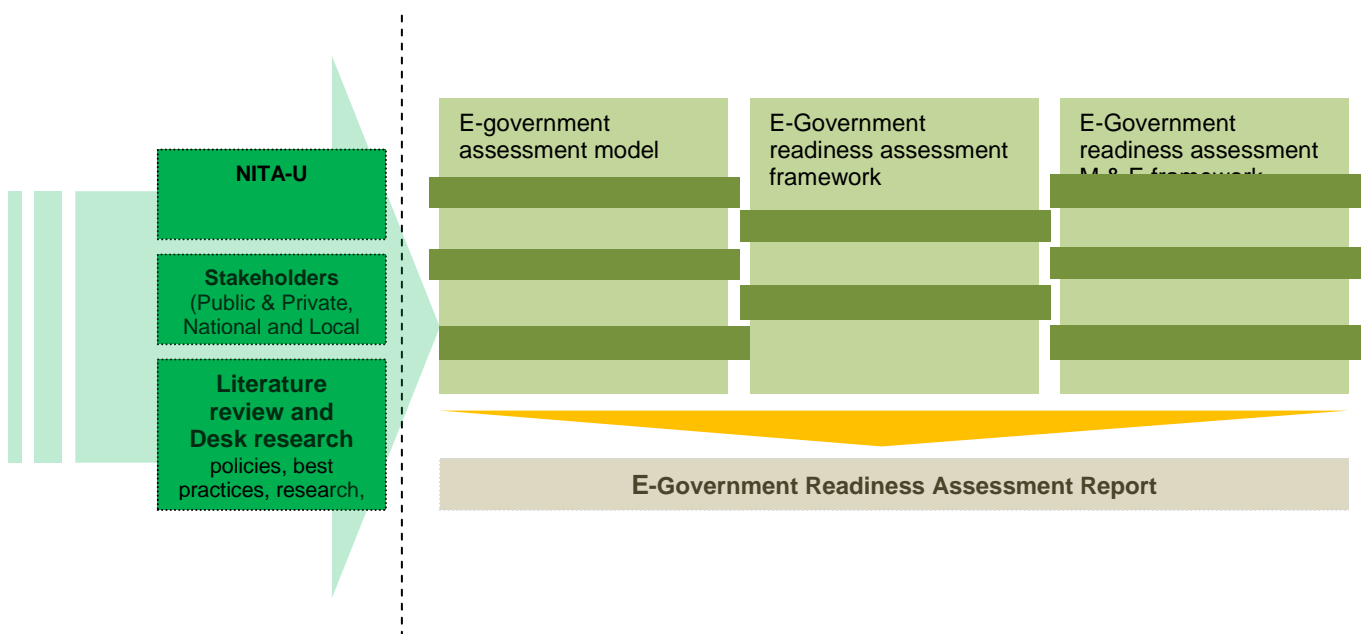 NITA-U
Stakeholders
(Public & Private,
National and Local
Literature
review and
Desk research
policies, best
practices, research,
E-government
assessment model
E-Government
readiness assessment
framework
E-Government
readiness assessment
M & E framework
E-Government Readiness Assessment Report